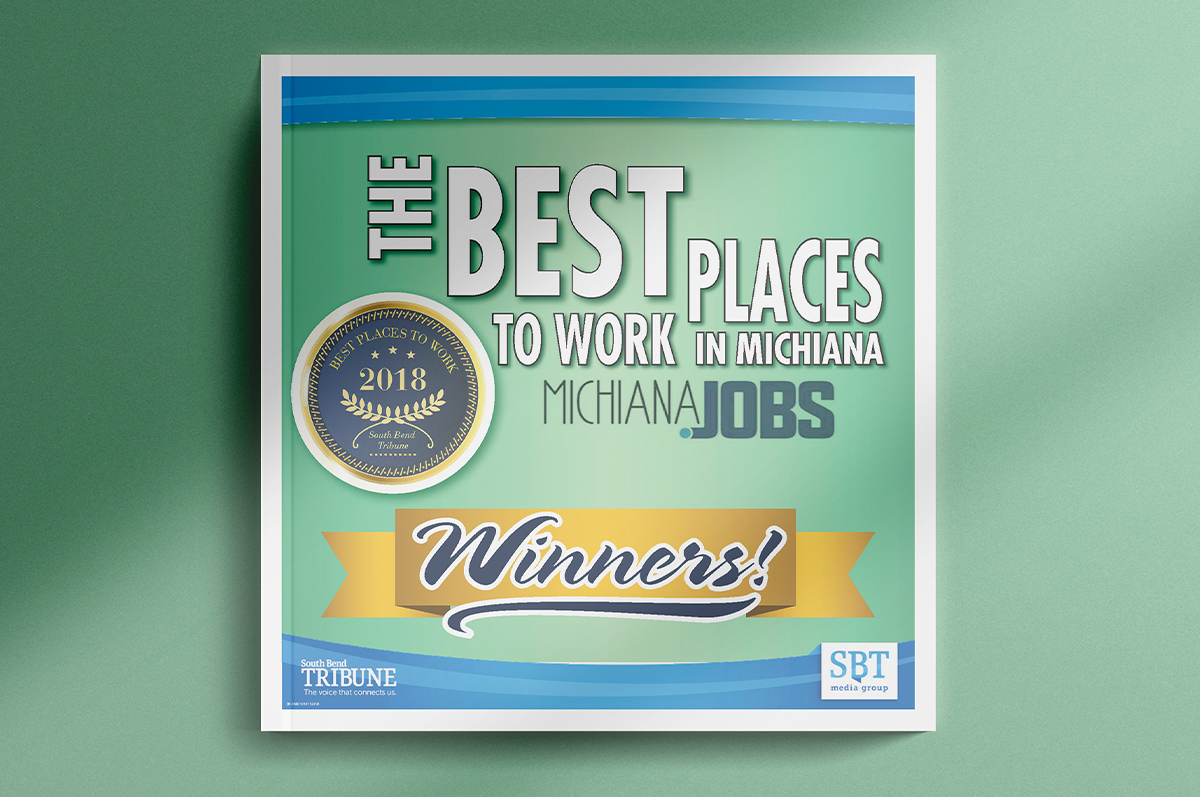 THE BEST PLACES
TO WORK IN MICHIANA
MICHIANA.JOBS
BEST PLACES TO WORK
2018
South Bend
Tribune
Winners!
South Bend
TRIBUNE
The voice that connects us.
SBT
media group